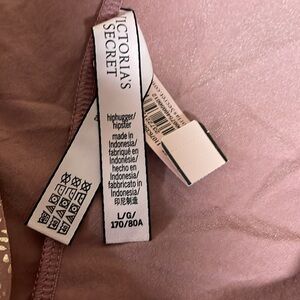 VICTORIA'S
SECRET
hiphugger/
hipster
made in
Indonesia/
fabriqué en
Indonésie/
hecho en
Indonesia/
fabbricato in
Indonesia/
印尼制造
L/G/
170/80A